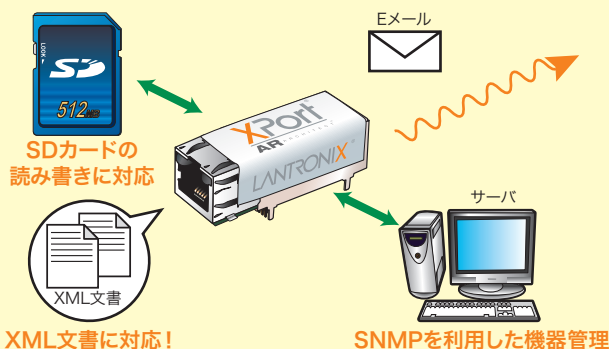 Eメール
LOCK
SD
512MB
SDカードの
読み書きに対応
XPort
AR ARCHITECT
LANTRONIX
サーバ
XML文書
XML文書に対応！
SNMPを利用した機器管理